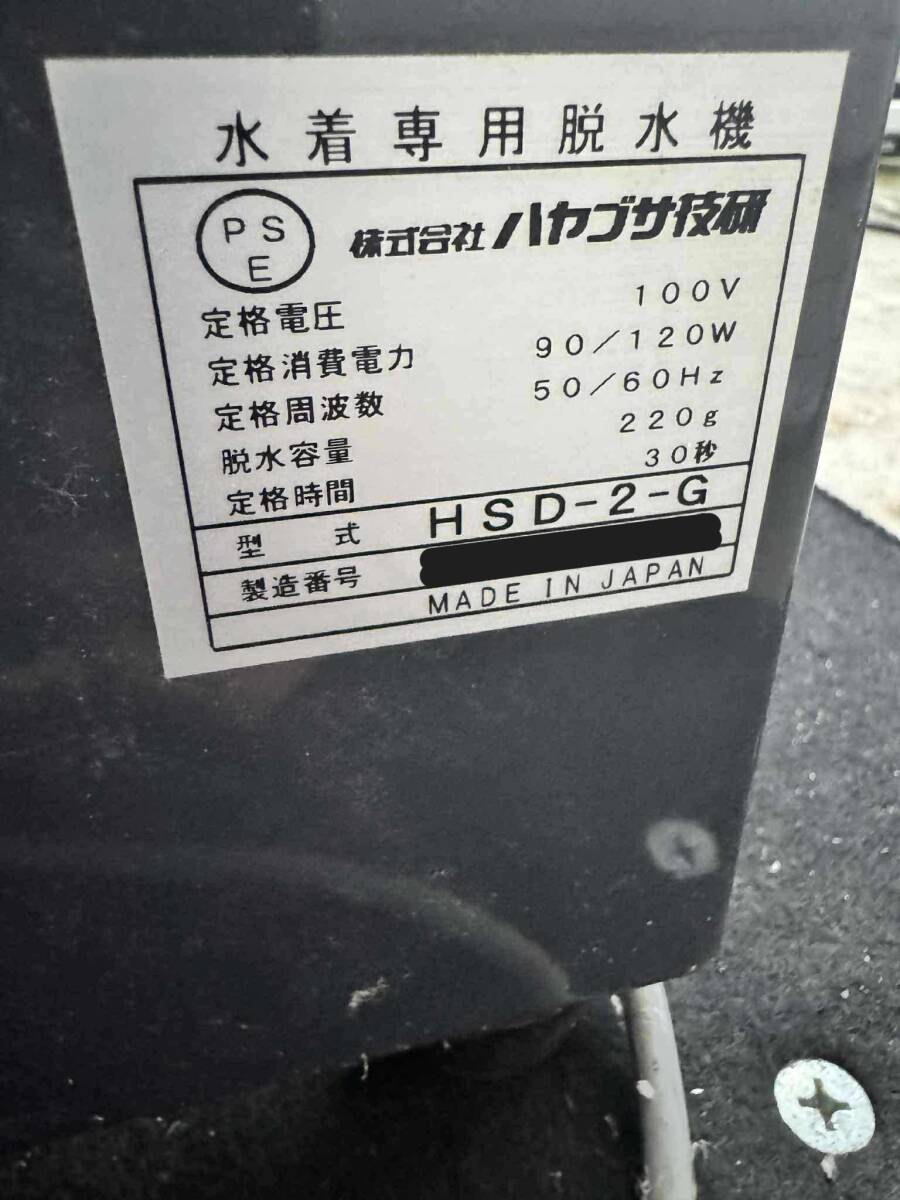 水着専用脱水機
PSE 株式会社ハヤブサ技研
定格電圧 100V
定格消費電力 90/120W
定格周波数 50/60Hz
脱水容量 220g
定格時間 30秒
型式 HSD-2-G
製造番号
MADE IN JAPAN